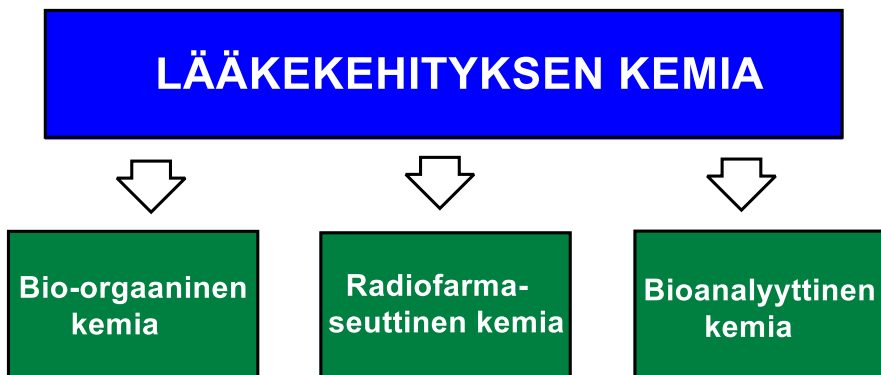 LÄÄKEKEHITYKSEN KEMIA
Bio-orgaaninen
kemia
Radiofarma-
seuttinen kemia
Bioanalyyttinen
kemia